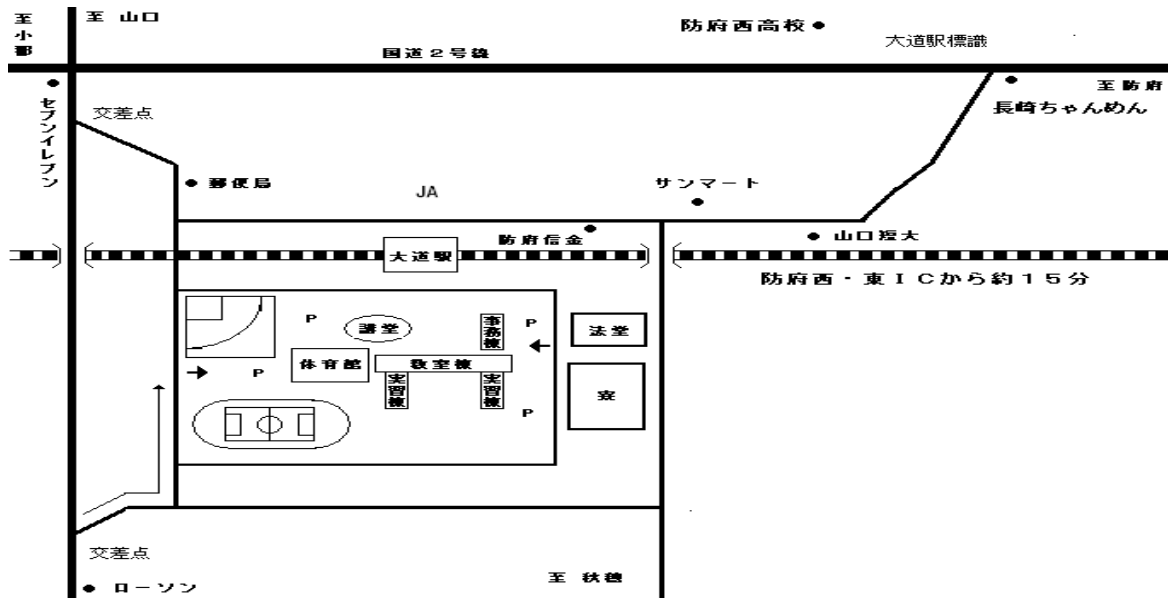 至小郡
至 山口
防府西高校
大道駅標識
国道２号線
至防府
長崎ちゃんめん
セブンイレブン
交差点
郵便局
JA
サンマート
防府信金
山口短大
大道駅
防府西・東ＩＣから約１５分
P
講堂
事務棟
P
法堂
体育館
教室棟
P
実習棟
実習棟
寮
P
交差点
ローソン
至 秋穂